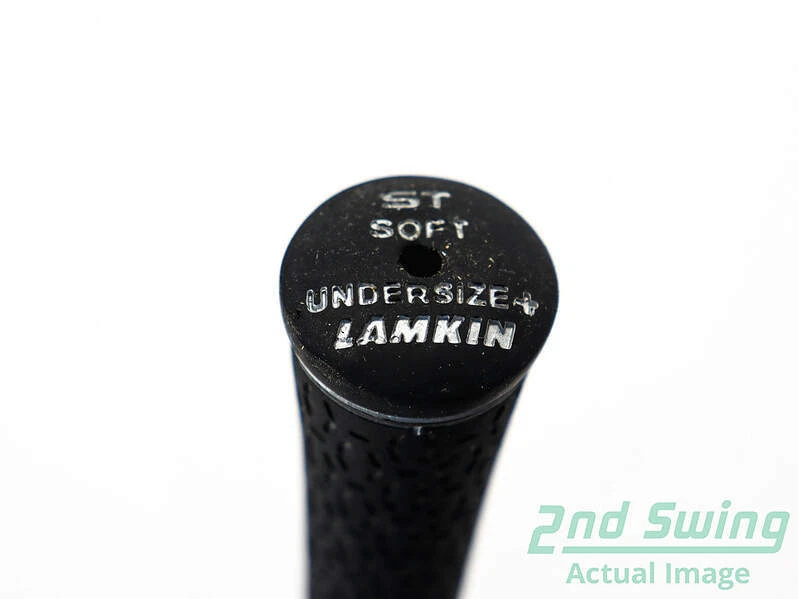 ST
SOFT
UNDERSIZE+
LAMKIN
2nd Swing
Actual Image